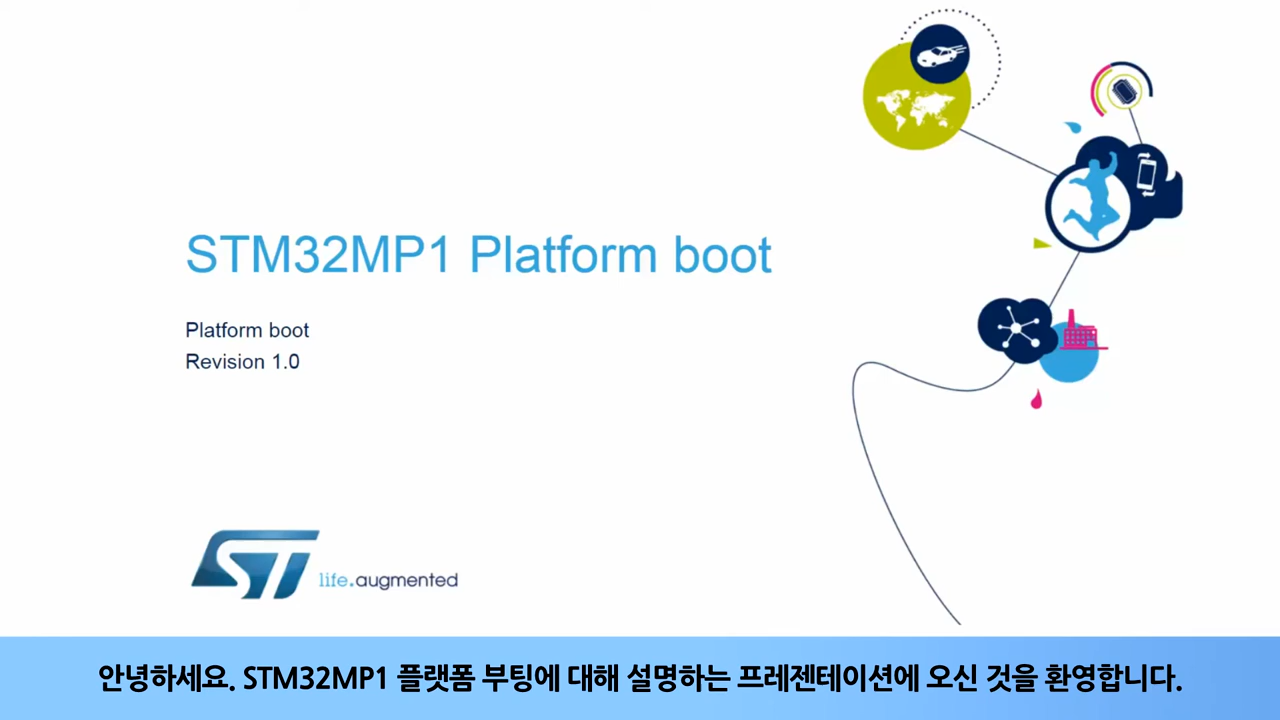 STM32MP1 Platform boot
Platform boot
Revision 1.0
ST life.augmented
안녕하세요. STM32MP1 플랫폼 부팅에 대해 설명하는 프레젠테이션에 오신 것을 환영합니다.